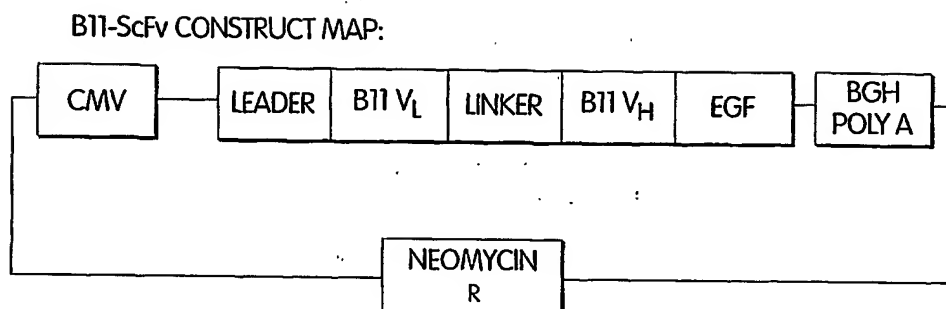 B11-ScFv CONSTRUCT MAP:
CMV
LEADER
B11 VL
LINKER
B11 VH
EGF
BGH
POLY A
NEOMYCIN
R